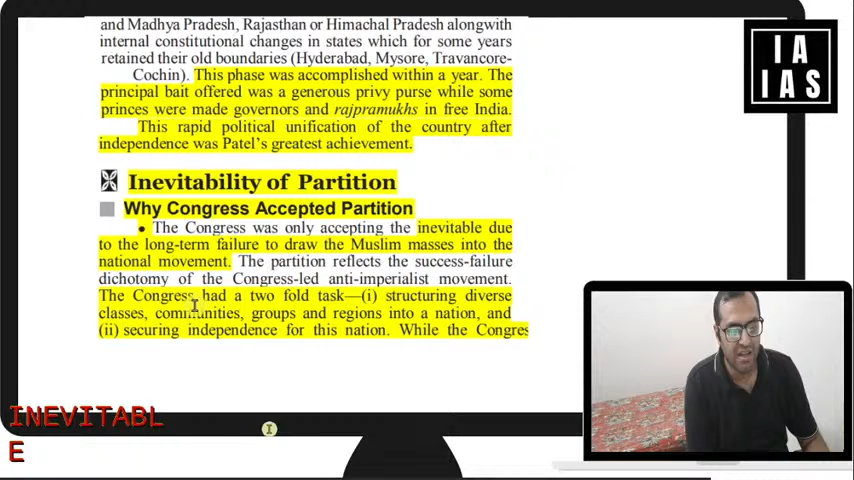 and Madhya Pradesh, Rajasthan or Himachal Pradesh alongwith
internal constitutional changes in states which for some years
retained their old boundaries (Hyderabad, Mysore, Travancore-
Cochin). This phase was accomplished within a year. The
principal bait offered was a generous privy purse while some
princes were made governors and rajpramukhs in free India.
This rapid political unification of the country after
independence was Patel's greatest achievement.
Inevitability of Partition
Why Congress Accepted Partition
• The Congress was only accepting the inevitable due
to the long-term failure to draw the Muslim masses into the
national movement. The partition reflects the success-failure
dichotomy of the Congress-led anti-imperialist movement.
The Congress had a two fold task—(i) structuring diverse
classes, communities, groups and regions into a nation, and
(ii) securing independence for this nation. While the Congres
INEVITABL
E
IA
IAS